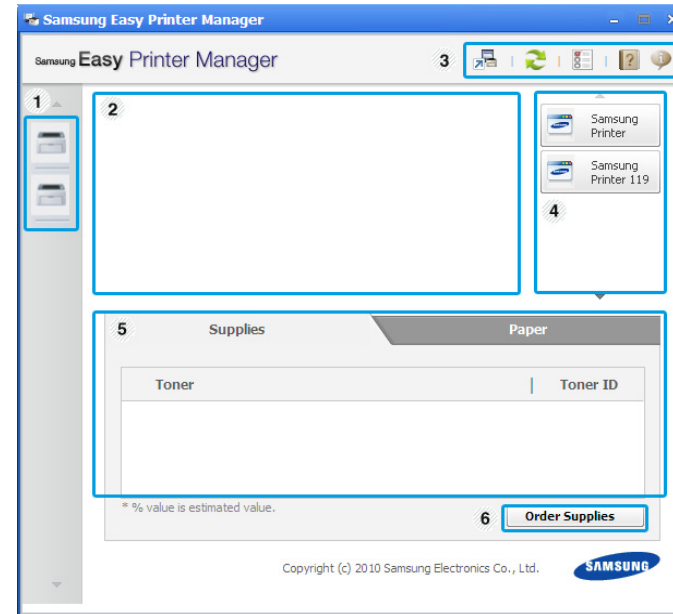 Samsung Easy Printer Manager
Samsung Easy Printer Manager
3
1
2
Samsung
Printer
Samsung
Printer 119
4
5
Supplies
Paper
Toner
Toner ID
* % value is estimated value.
6
Order Supplies
Copyright (c) 2010 Samsung Electronics Co., Ltd.
SAMSUNG